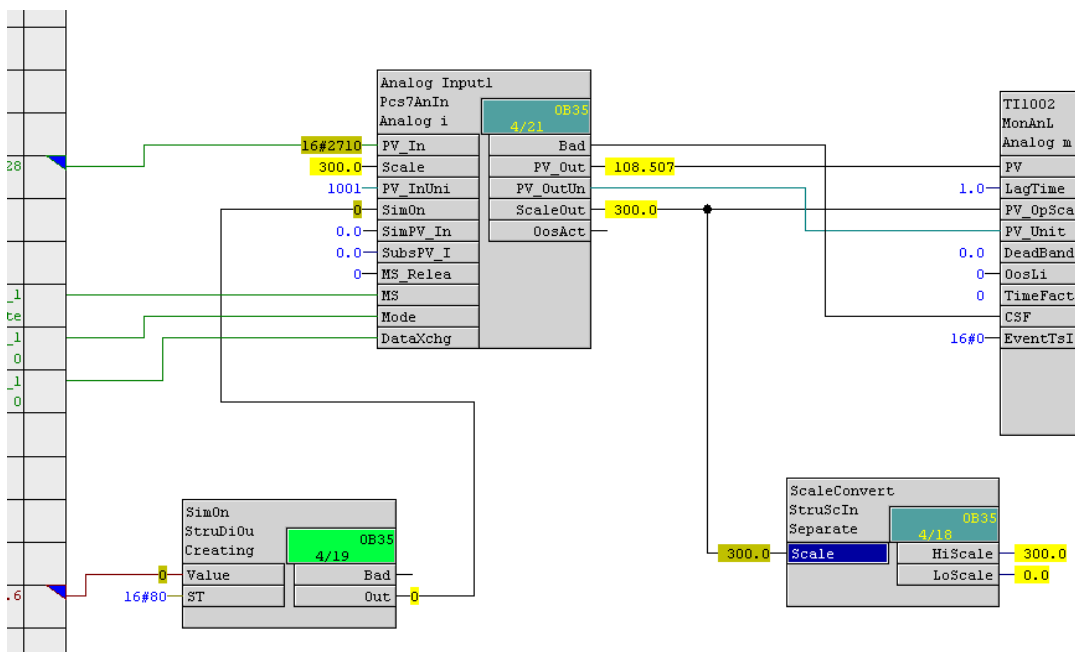 Analog Input1
Pcs7AnIn
Analog i
OB35
4/21
16#2710 PV_In Bad
300.0 Scale PV_Out 108.507
1001 PV_InUni PV_OutUn
0 SimOn ScaleOut 300.0
0.0 SimPV_In OosAct
0.0 SubsPV_I
0 MS_Relea
MS
Mode
DataXchg
TI1002
MonAnL
Analog m
PV
1.0 LagTime
PV_OpSca
PV_Unit
0.0 DeadBand
0 OosLi
0 TimeFact
CSF
16#0 EventTsI
28
_1
te
_1
0
_1
0
.6
SimOn
StruDiOu
Creating
OB35
4/19
0 Value Bad
16#80 ST Out 0
ScaleConvert
StruScIn
Separate
OB35
4/18
300.0 Scale HiScale 300.0
LoScale 0.0